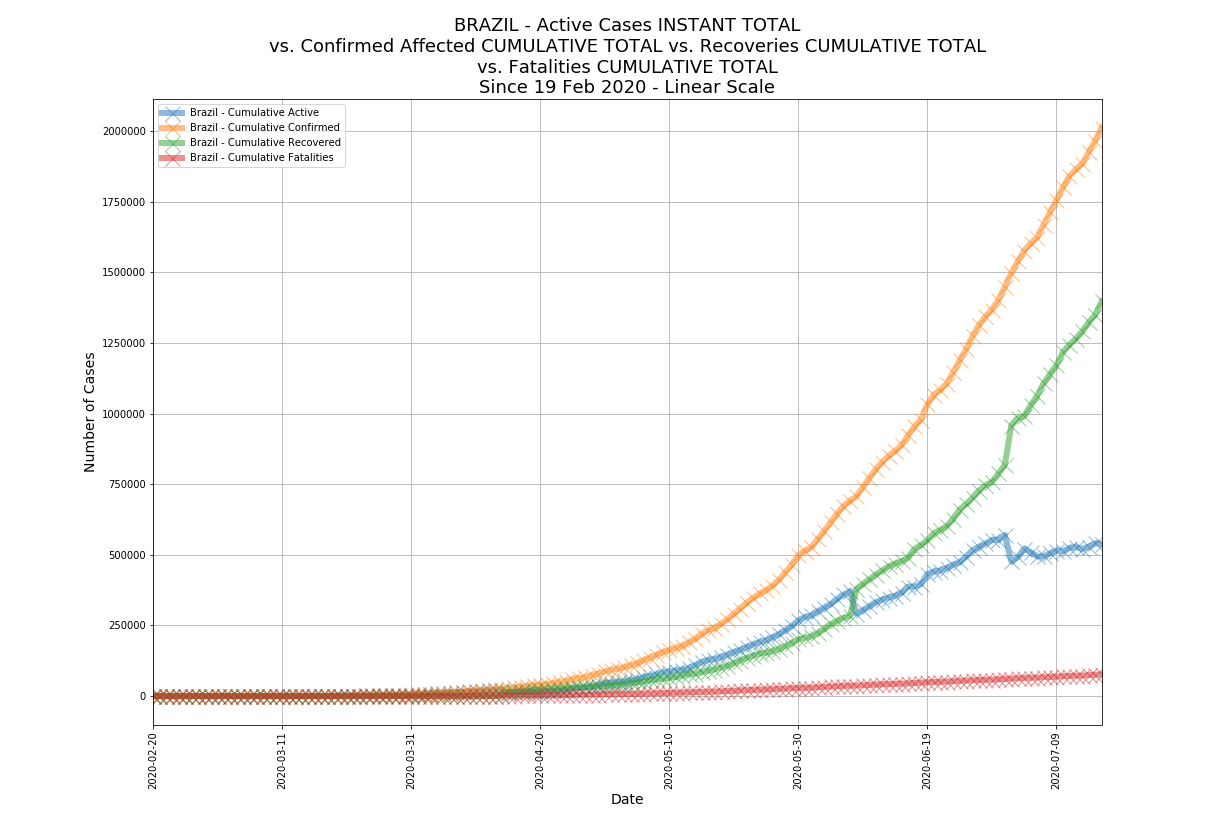 BRAZIL - Active Cases INSTANT TOTAL
vs. Confirmed Affected CUMULATIVE TOTAL vs. Recoveries CUMULATIVE TOTAL
vs. Fatalities CUMULATIVE TOTAL
Since 19 Feb 2020 - Linear Scale
Brazil - Cumulative Active
Brazil - Cumulative Confirmed
Brazil - Cumulative Recovered
Brazil - Cumulative Fatalities
Number of Cases
2000000
1750000
1500000
1250000
1000000
750000
500000
250000
0
2020-02-20
2020-03-11
2020-03-31
2020-04-20
2020-05-10
2020-05-30
2020-06-19
2020-07-09
Date